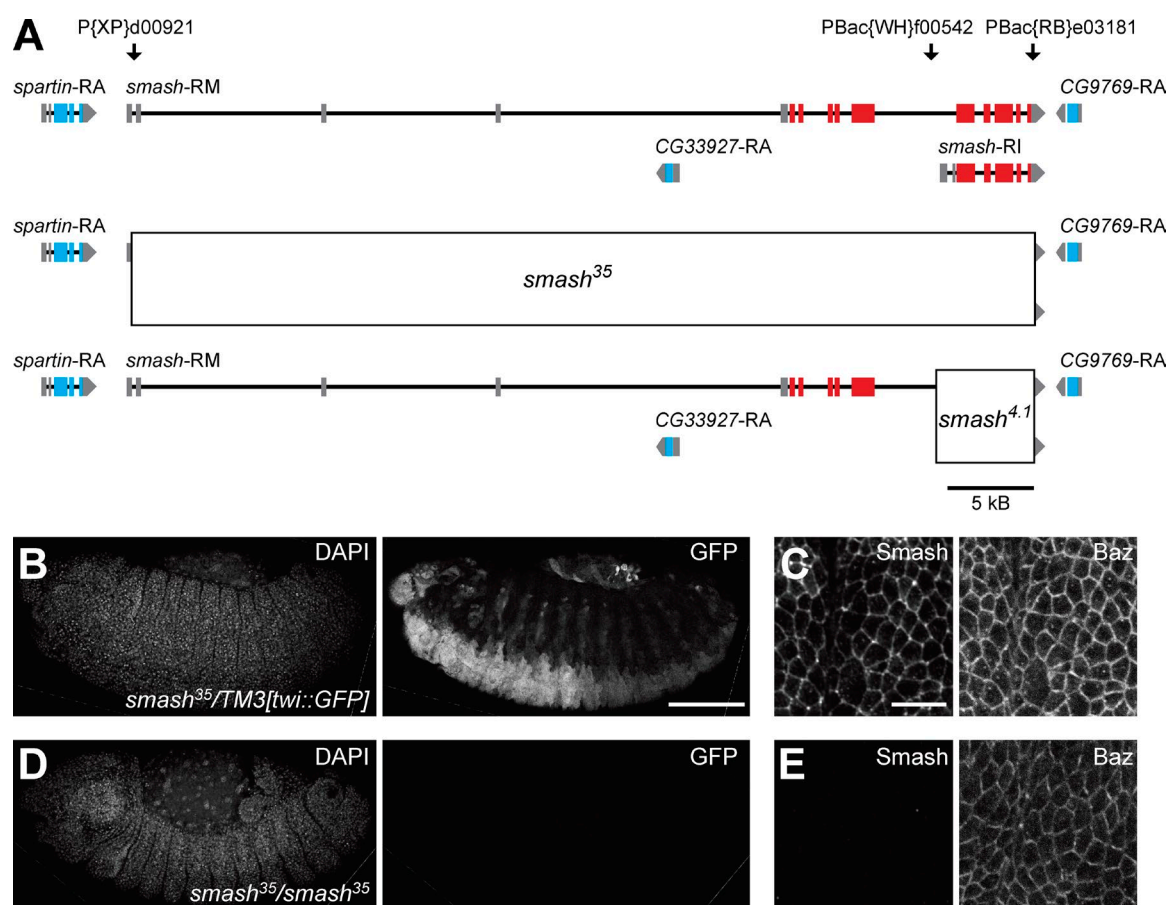 A
P{XP}d00921 PBac{WH}f00542 PBac{RB}e03181
spartin-RA smash-RM CG9769-RA
CG33927-RA smash-RI
spartin-RA CG9769-RA
smash35
spartin-RA smash-RM CG9769-RA
CG33927-RA smash4.1
5 kB
B DAPI GFP C Smash Baz
smash35/TM3[twi::GFP]
D DAPI GFP E Smash Baz
smash35/smash35